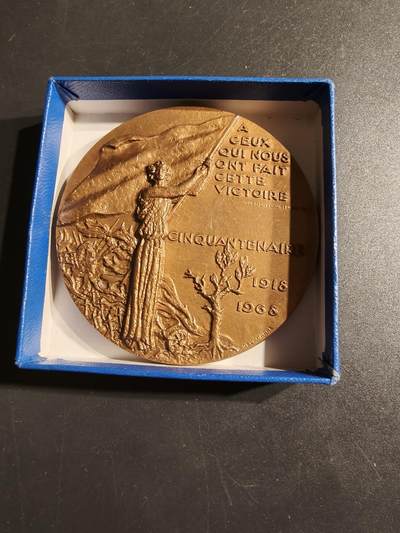 A
CEUX
QUI NOUS
ONT FAIT
CETTE
VICTOIRE
CINQUANTENAIRE
1918
1968